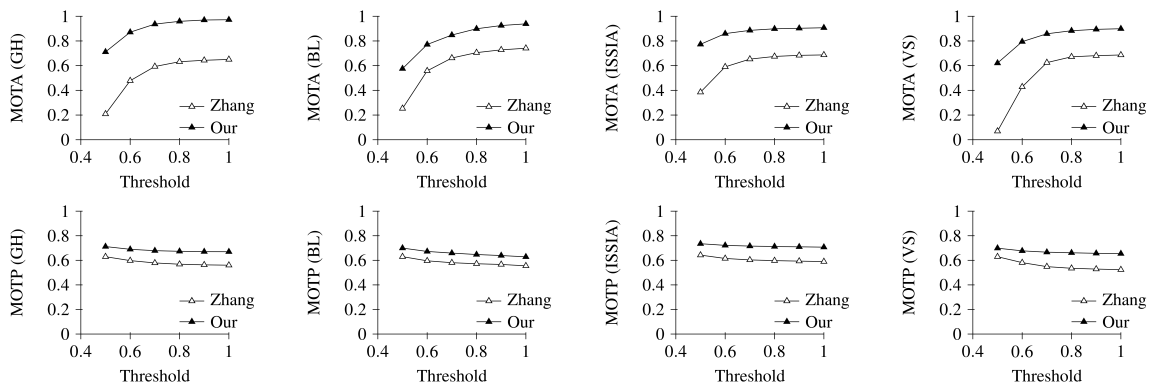 MOTA (GH)
1
0.8
0.6
0.4
0.2
0
Zhang
Our
0.4 0.6 0.8 1
Threshold
MOTA (BL)
1
0.8
0.6
0.4
0.2
0
Zhang
Our
0.4 0.6 0.8 1
Threshold
MOTA (ISSIA)
1
0.8
0.6
0.4
0.2
0
Zhang
Our
0.4 0.6 0.8 1
Threshold
MOTA (VS)
1
0.8
0.6
0.4
0.2
0
Zhang
Our
0.4 0.6 0.8 1
Threshold
MOTP (GH)
1
0.8
0.6
0.4
0.2
0
Zhang
Our
0.4 0.6 0.8 1
Threshold
MOTP (BL)
1
0.8
0.6
0.4
0.2
0
Zhang
Our
0.4 0.6 0.8 1
Threshold
MOTP (ISSIA)
1
0.8
0.6
0.4
0.2
0
Zhang
Our
0.4 0.6 0.8 1
Threshold
MOTP (VS)
1
0.8
0.6
0.4
0.2
0
Zhang
Our
0.4 0.6 0.8 1
Threshold